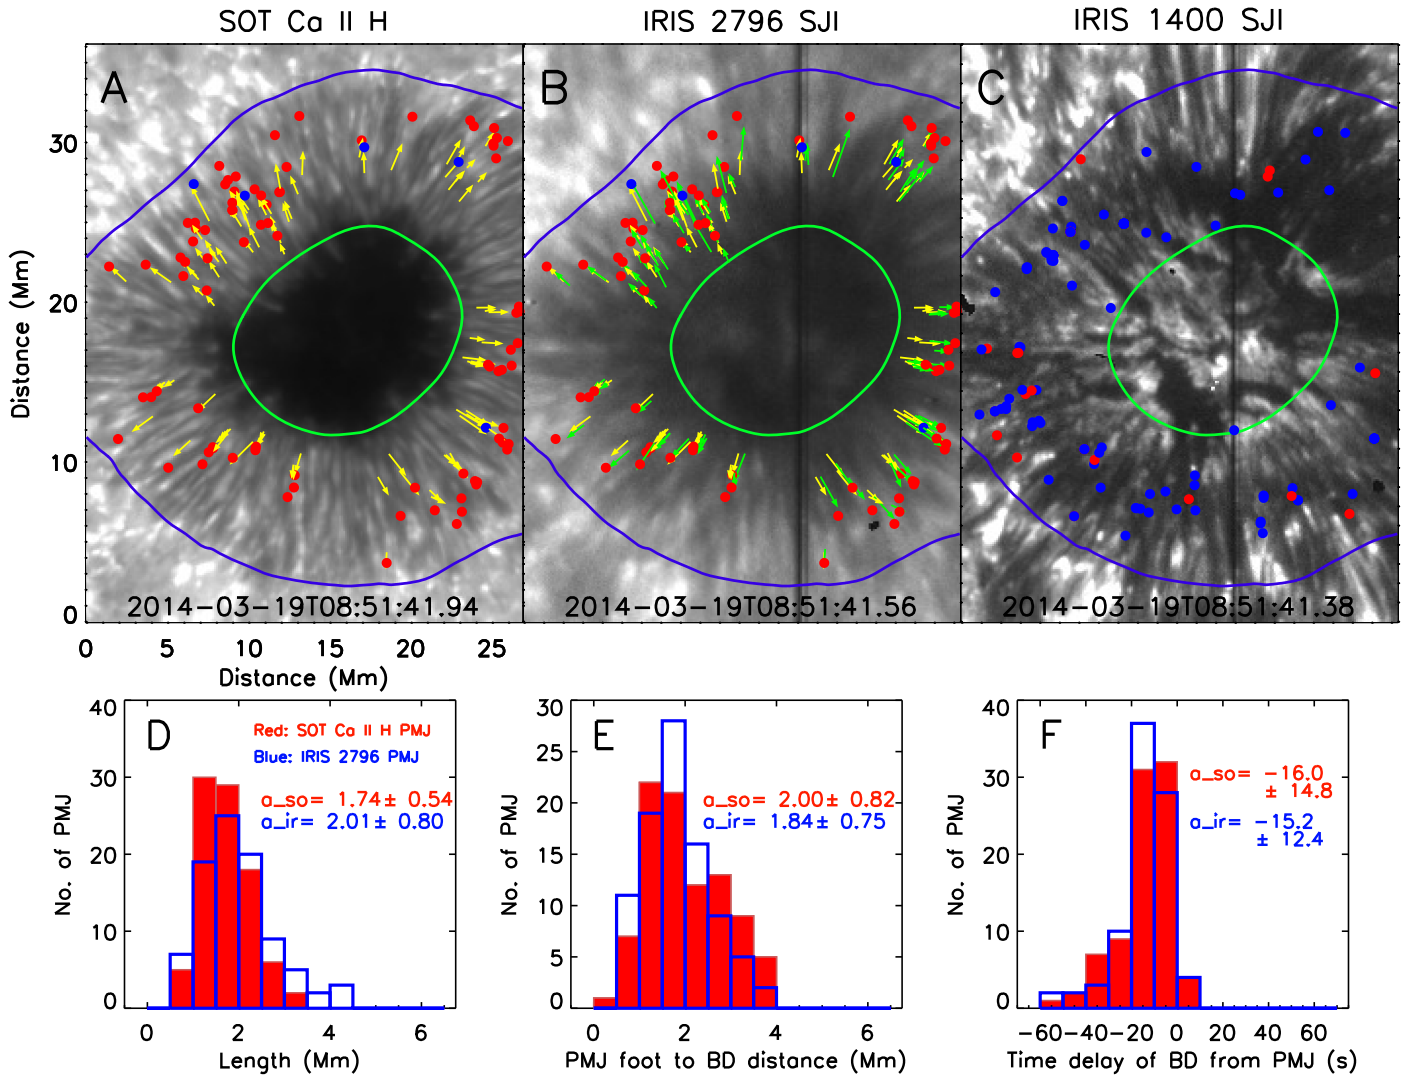 SOT Ca II H
IRIS 2796 SJI
IRIS 1400 SJI
A
B
C
30
20
10
0
Distance (Mm)
2014-03-19T08:51:41.94
2014-03-19T08:51:41.56
2014-03-19T08:51:41.38
0 5 10 15 20 25
Distance (Mm)
D
Red: SOT Ca II H PMJ
Blue: IRIS 2796 PMJ
a_so= 1.74± 0.54
a_ir= 2.01± 0.80
40
30
20
10
0
No. of PMJ
0 2 4 6
Length (Mm)
E
a_so= 2.00± 0.82
a_ir= 1.84± 0.75
30
25
20
15
10
5
0
No. of PMJ
0 2 4 6
PMJ foot to BD distance (Mm)
F
a_so= -16.0
± 14.8
a_ir= -15.2
± 12.4
40
30
20
10
0
No. of PMJ
-60 -40 -20 0 20 40 60
Time delay of BD from PMJ (s)